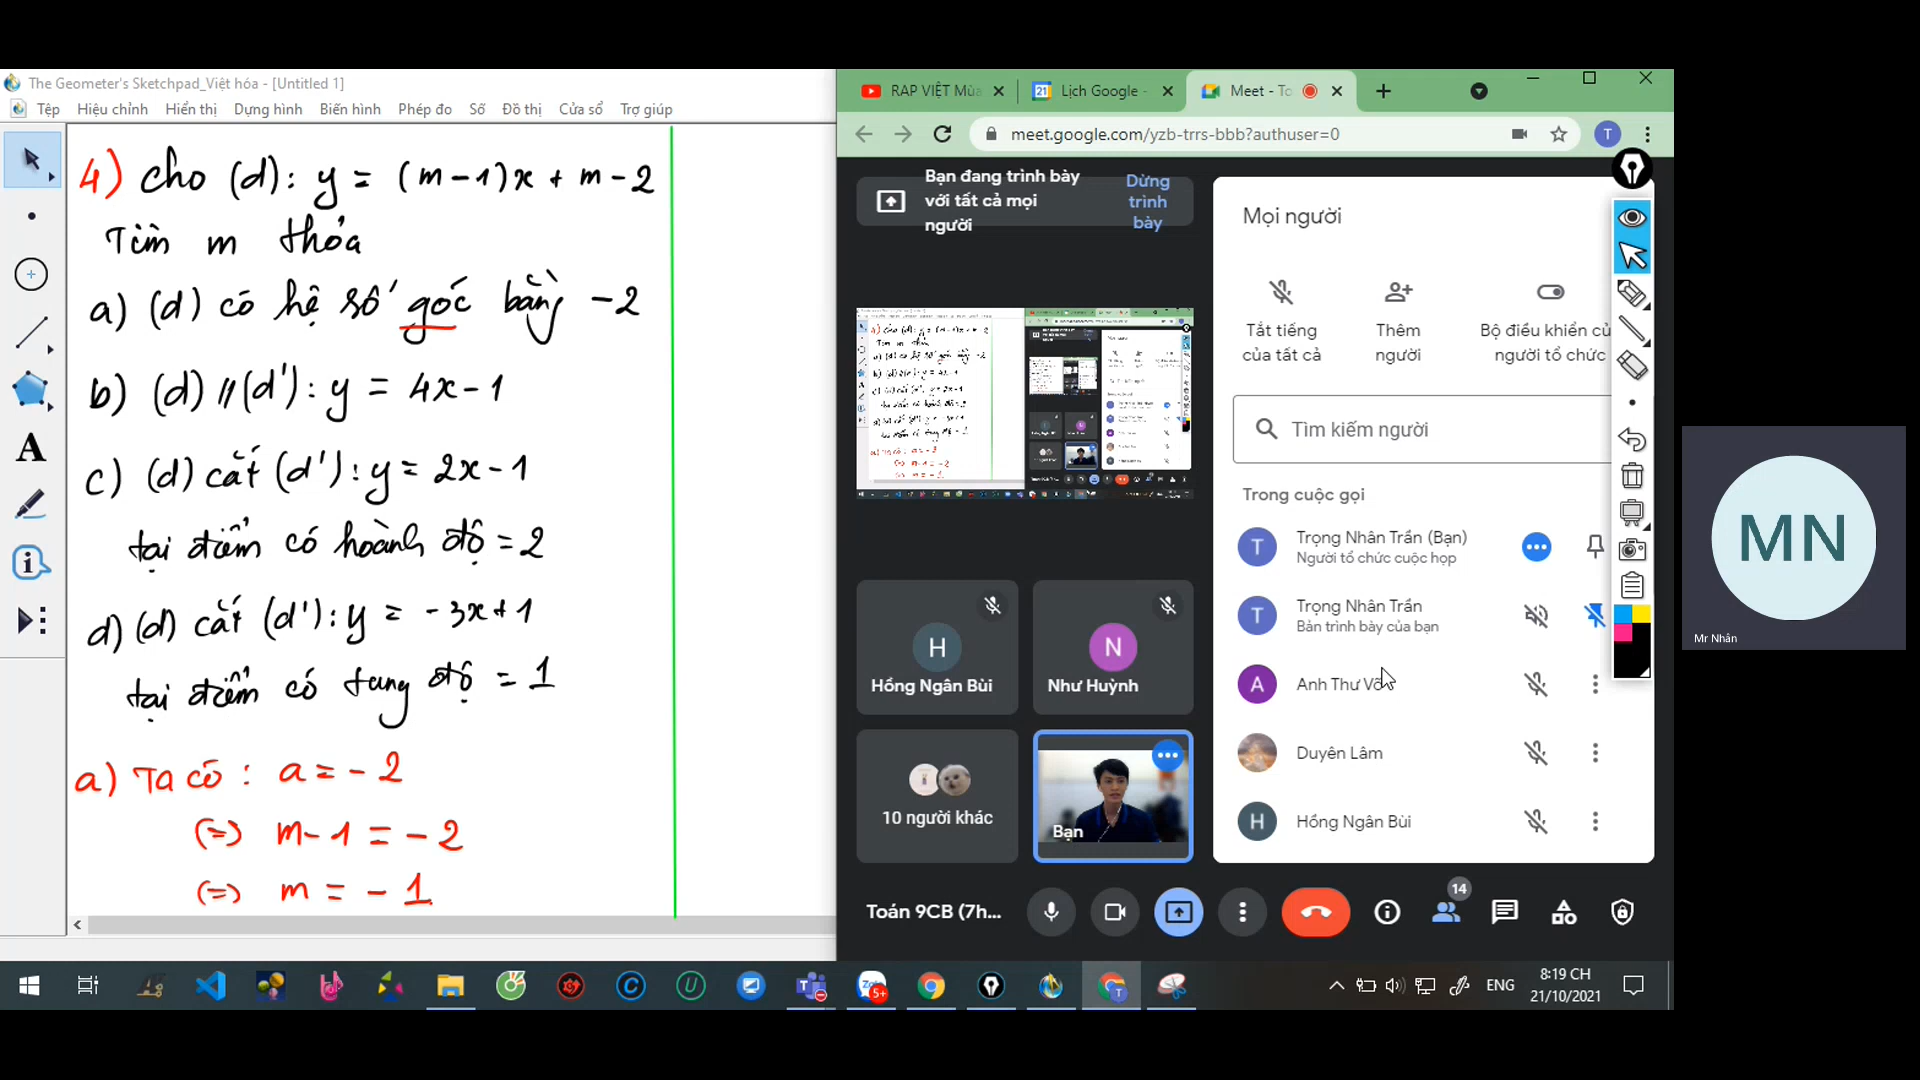 The Geometer's Sketchpad_Việt hóa - [Untitled 1]
Tệp Hiệu chỉnh Hiển thị Dựng hình Biến hình Phép đo Số Đồ thị Cửa sổ Trợ giúp
4) Cho (d): y = (m-1)x + m-2
Tìm m thỏa
a) (d) có hệ số góc bằng -2
b) (d) // (d'): y = 4x-1
c) (d) cắt (d'): y = 2x-1
tại điểm có hoành độ = 2
d) (d) cắt (d'): y = -3x+1
tại điểm có tung độ = 1
a) Ta có: a = -2
(=) m-1 = -2
(=) m = -1
RAP VIỆT Mùa
Lịch Google -
Meet - To
meet.google.com/yzb-trrs-bbb?authuser=0
T
Bạn đang trình bày
với tất cả mọi
người
Dừng
trình
bày
H
Hồng Ngân Bùi
N
Như Huỳnh
10 người khác
Bạn
Mọi người
Tắt tiếng
của tất cả
Thêm
người
Bộ điều khiển củ
người tổ chức
Tìm kiếm người
Trong cuộc gọi
T
Trọng Nhân Trần (Bạn)
Người tổ chức cuộc họp
T
Trọng Nhân Trần
Bản trình bày của bạn
A
Anh Thư Võ
Duyên Lâm
H
Hồng Ngân Bùi
Toán 9CB (7h...
14
MN
Mr Nhân
5+
T
ENG
8:19 CH
21/10/2021